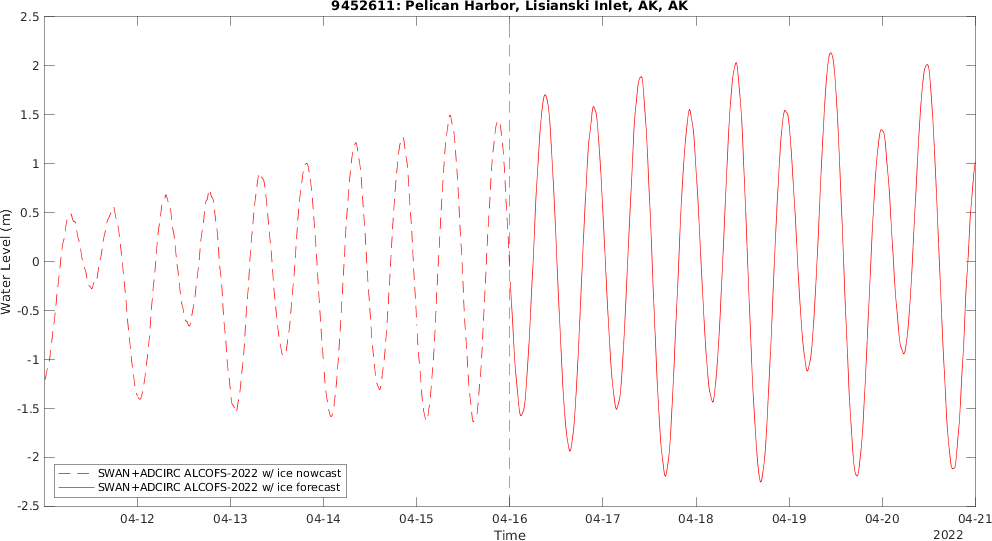 9452611: Pelican Harbor, Lisianski Inlet, AK, AK
2.5
2
1.5
1
0.5
0
-0.5
-1
-1.5
-2
-2.5
Water Level (m)
SWAN+ADCIRC ALCOFS-2022 w/ ice nowcast
SWAN+ADCIRC ALCOFS-2022 w/ ice forecast
04-12 04-13 04-14 04-15 04-16 04-17 04-18 04-19 04-20 04-21
Time
2022